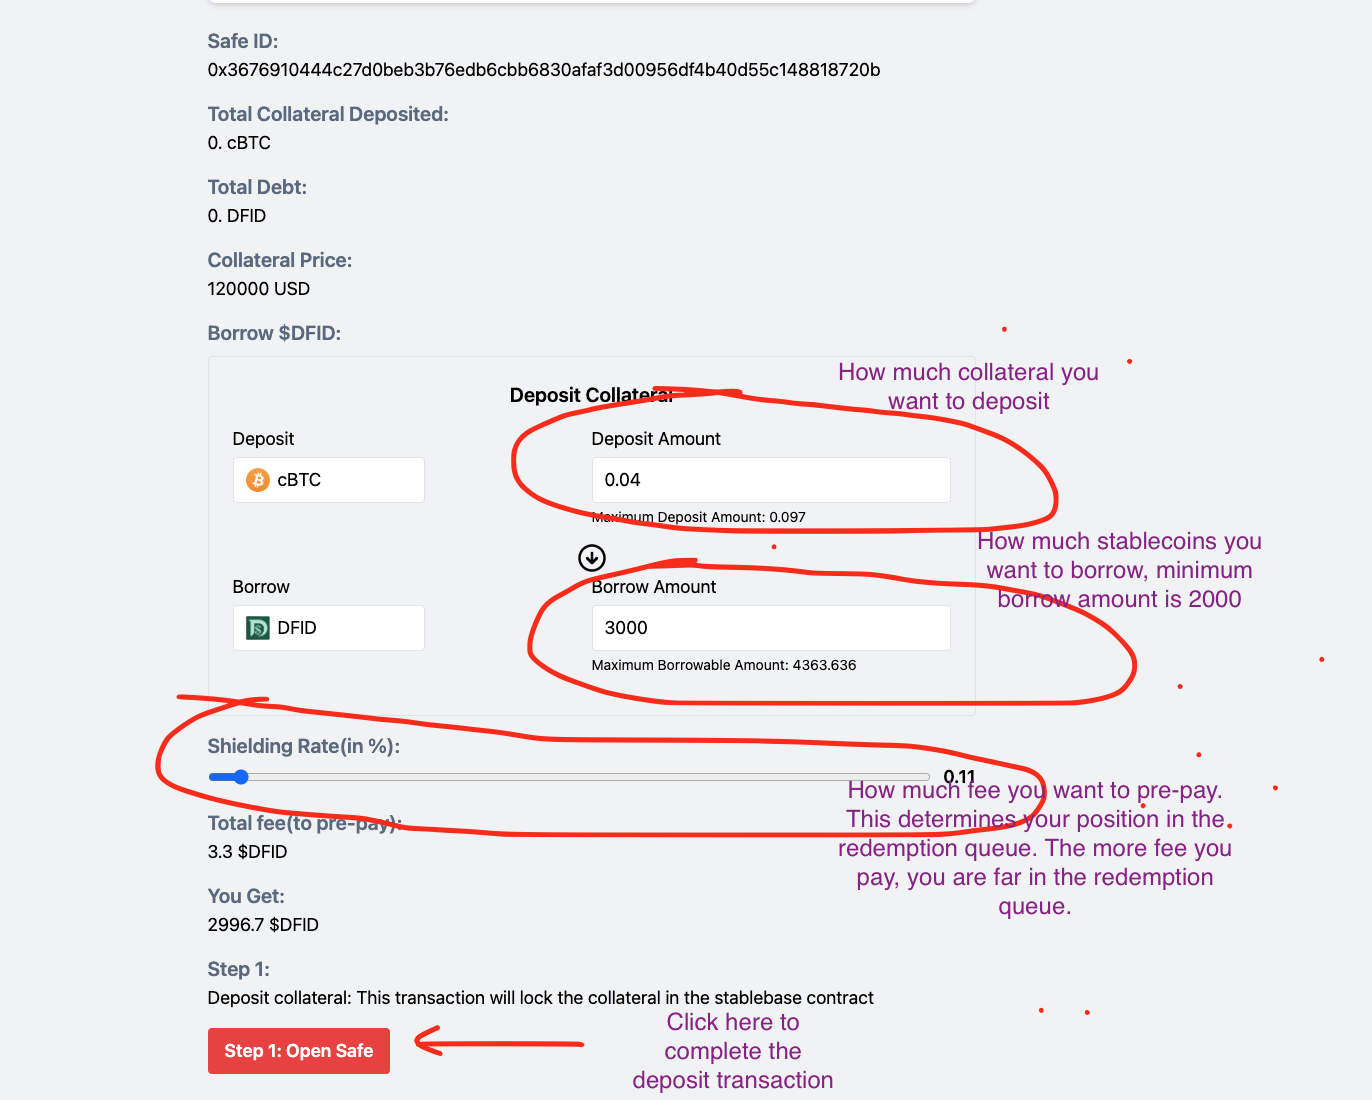 Safe ID:
0x3676910444c27d0beb3b76edb6cbb6830afaf3d00956df4b40d55c148818720b
Total Collateral Deposited:
0. cBTC
Total Debt:
0. DFID
Collateral Price:
120000 USD
Borrow $DFID:
How much collateral you
want to deposit
Deposit Collateral
Deposit
Deposit Amount
cBTC
0.04
Maximum Deposit Amount: 0.097
How much stablecoins you
want to borrow, minimum
borrow amount is 2000
Borrow
Borrow Amount
DFID
3000
Maximum Borrowable Amount: 4363.636
Shielding Rate(in %):
0.11
How much fee you want to pre-pay.
This determines your position in the
redemption queue. The more fee you
pay, you are far in the redemption
queue.
Total fee(to pre-pay):
3.3 $DFID
You Get:
2996.7 $DFID
Step 1:
Deposit collateral: This transaction will lock the collateral in the stablebase contract
Step 1: Open Safe
Click here to
complete the
deposit transaction